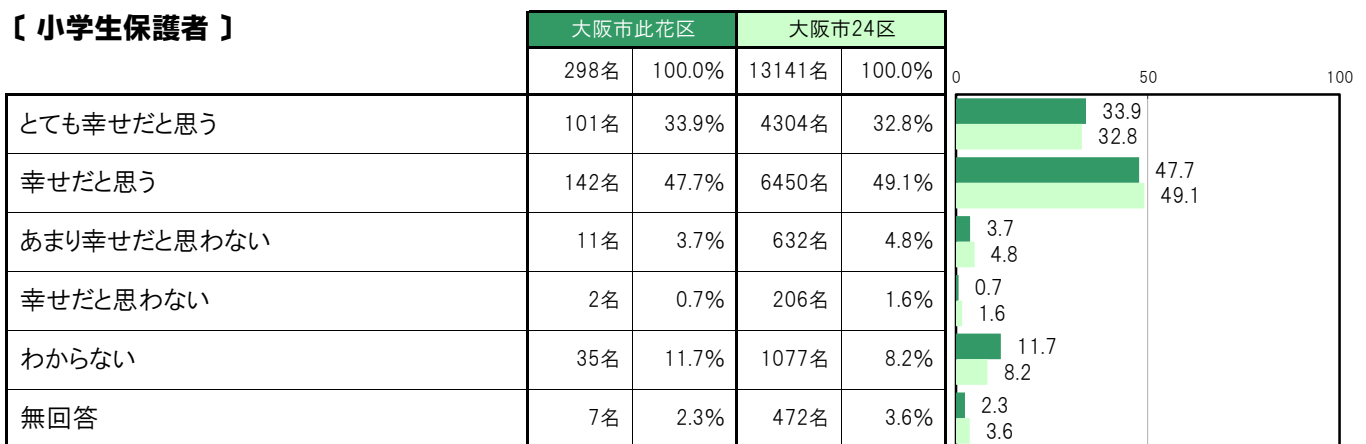 〔 小学生保護者 〕
大阪市此花区 大阪市24区
298名 100.0% 13141名 100.0%
0 50 100
とても幸せだと思う 101名 33.9% 4304名 32.8% 33.9
32.8
幸せだと思う 142名 47.7% 6450名 49.1% 47.7
49.1
あまり幸せだと思わない 11名 3.7% 632名 4.8% 3.7
4.8
幸せだと思わない 2名 0.7% 206名 1.6% 0.7
1.6
わからない 35名 11.7% 1077名 8.2% 11.7
8.2
無回答 7名 2.3% 472名 3.6% 2.3
3.6